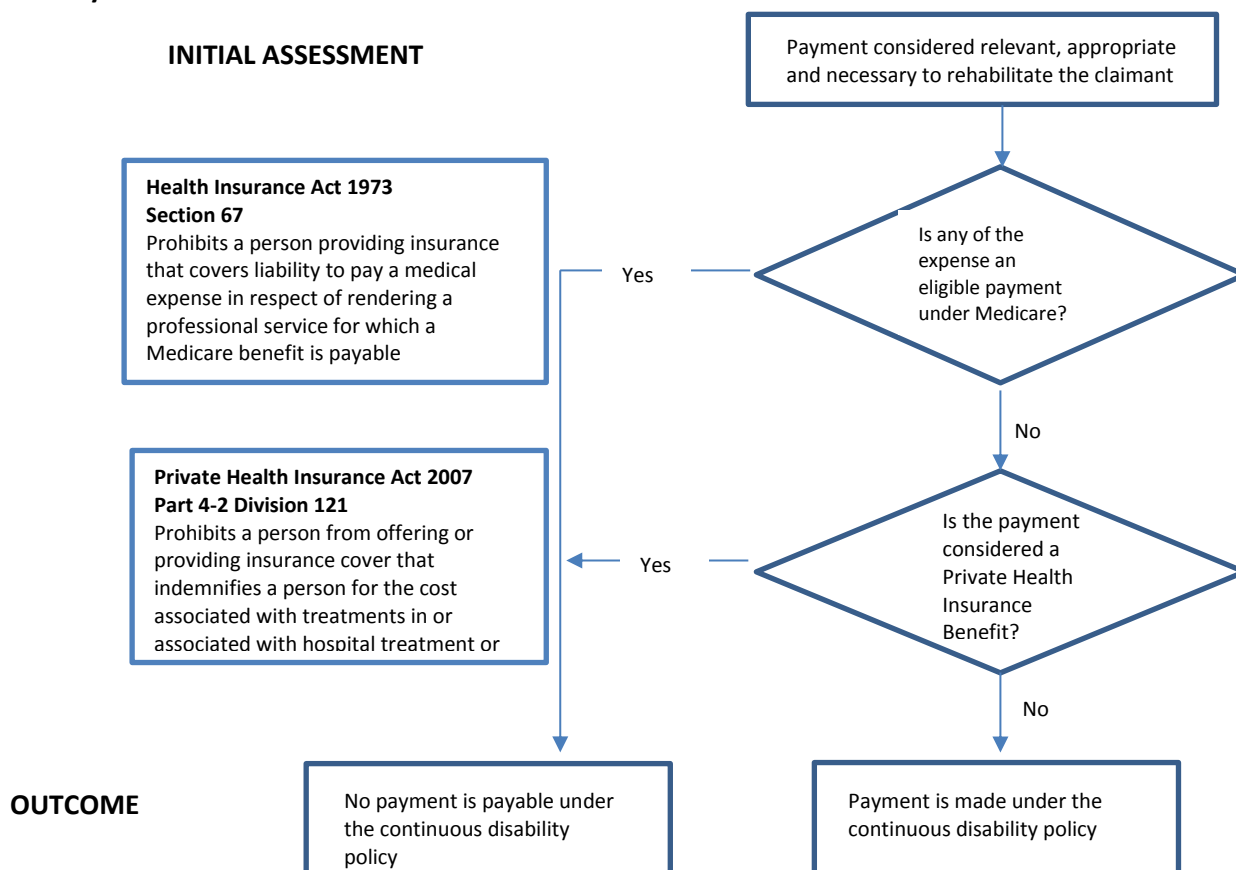 INITIAL ASSESSMENT
Payment considered relevant, appropriate
and necessary to rehabilitate the claimant
Health Insurance Act 1973
Section 67
Prohibits a person providing insurance
that covers liability to pay a medical
expense in respect of rendering a
professional service for which a
Medicare benefit is payable
Is any of the
expense an
eligible payment
under Medicare?
Yes
No
Private Health Insurance Act 2007
Part 4-2 Division 121
Prohibits a person from offering or
providing insurance cover that
indemnifies a person for the cost
associated with treatments in or
associated with hospital treatment or
Is the payment
considered a
Private Health
Insurance
Benefit?
Yes
No
OUTCOME
No payment is payable under
the continuous disability
policy
Payment is made under the
continuous disability policy